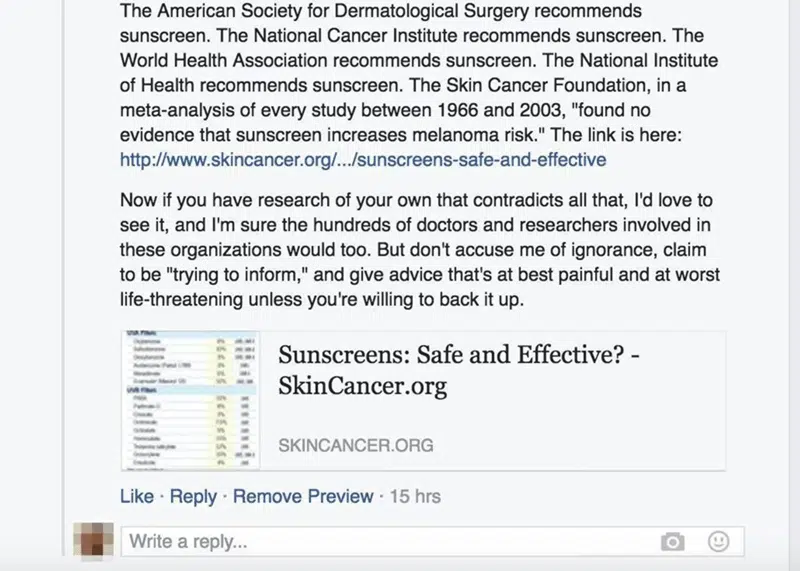 The American Society for Dermatological Surgery recommends
sunscreen. The National Cancer Institute recommends sunscreen. The
World Health Association recommends sunscreen. The National Institute
of Health recommends sunscreen. The Skin Cancer Foundation, in a
meta-analysis of every study between 1966 and 2003, "found no
evidence that sunscreen increases melanoma risk." The link is here:
http://www.skincancer.org/.../sunscreens-safe-and-effective
Now if you have research of your own that contradicts all that, I'd love to
see it, and I'm sure the hundreds of doctors and researchers involved in
these organizations would too. But don't accuse me of ignorance, claim
to be "trying to inform," and give advice that's at best painful and at worst
life-threatening unless you're willing to back it up.
Sunscreens: Safe and Effective? -
SkinCancer.org
SKINCANCER.ORG
Like · Reply · Remove Preview · 15 hrs
Write a reply...